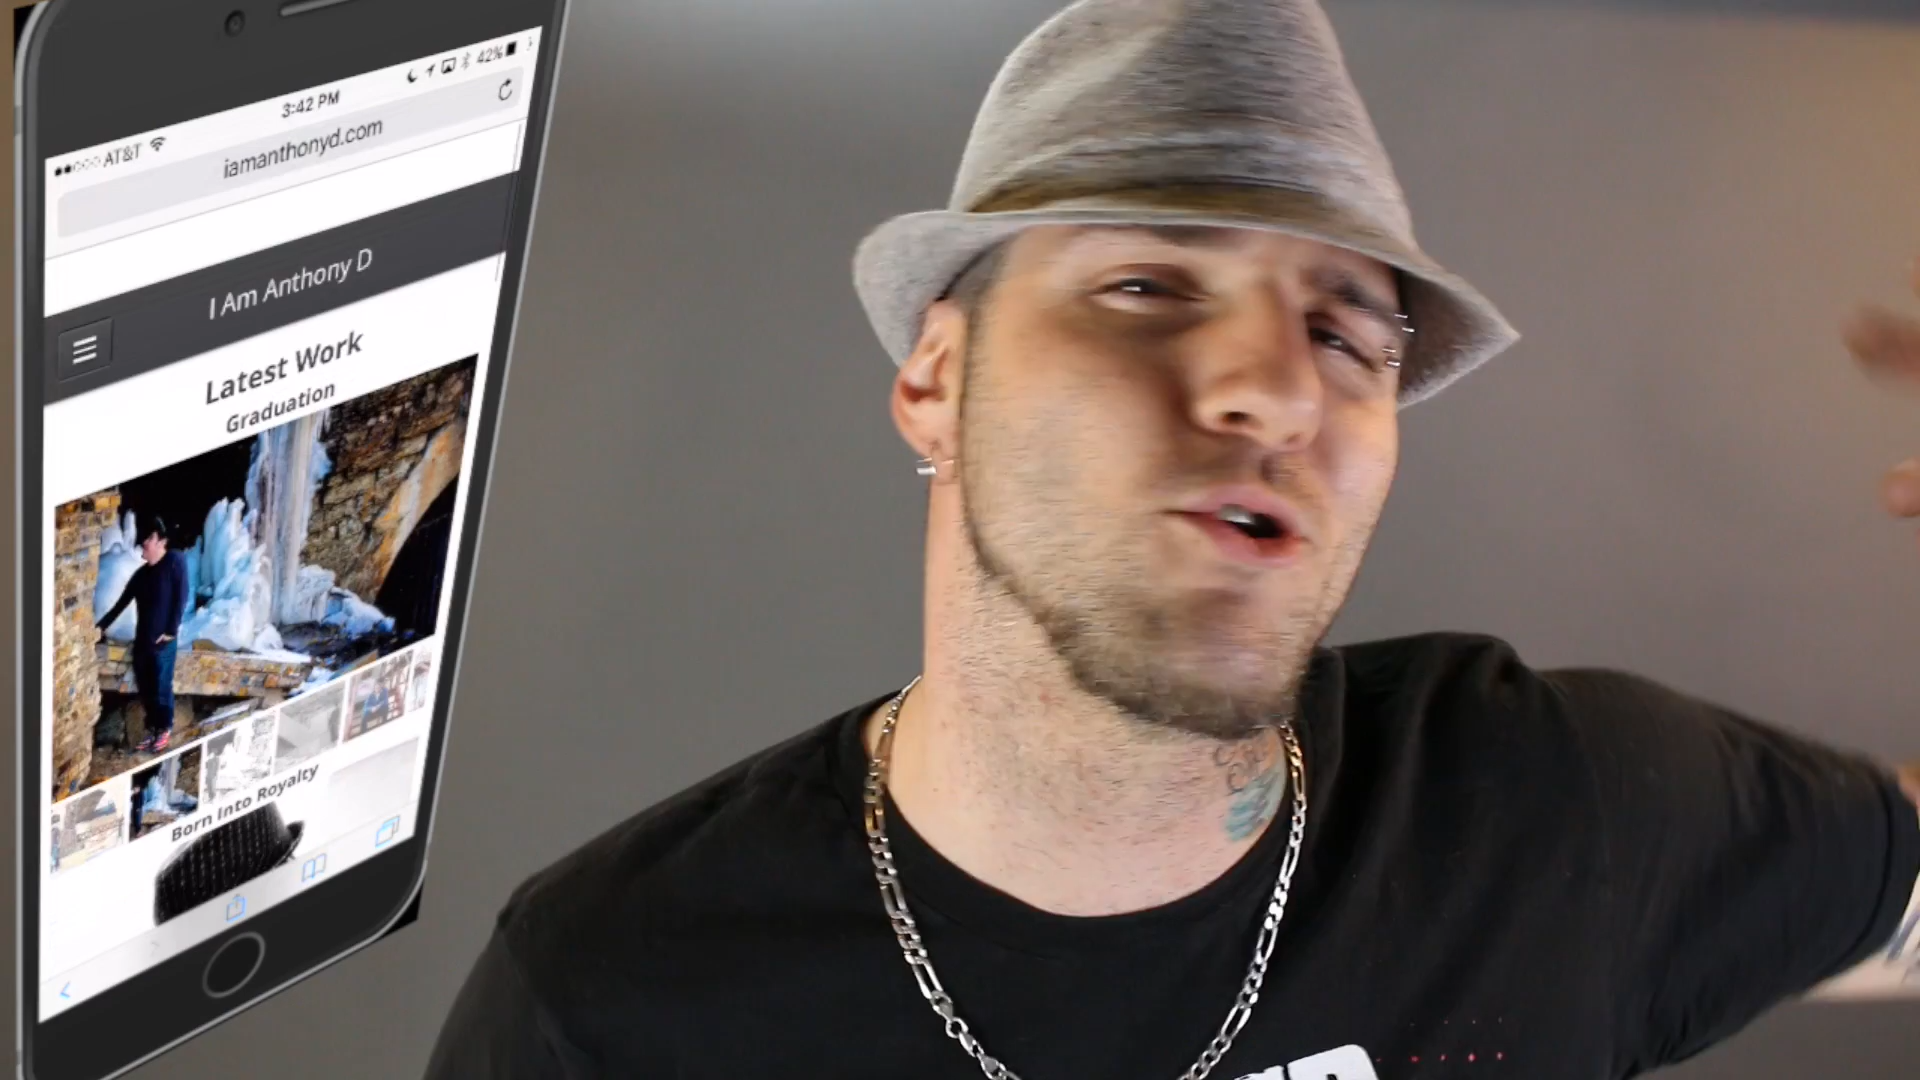 AT&T 3:42 PM 42%
iamanthonyd.com
I Am Anthony D
Latest Work
Graduation
Born Into Royalty